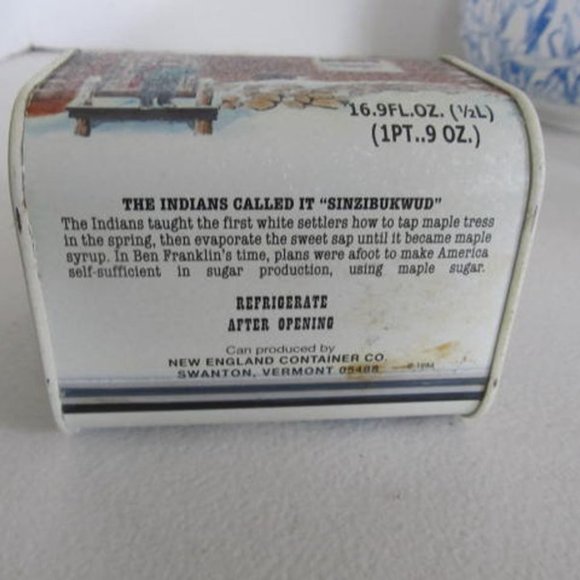 16.9FL.OZ. (½L)
(1PT..9 OZ.)
THE INDIANS CALLED IT "SINZIBUKWUD"
The Indians taught the first white settlers how to tap maple tress
in the spring, then evaporate the sweet sap until it became maple
syrup. In Ben Franklin's time, plans were afoot to make America
self-sufficient in sugar production, using maple sugar.
REFRIGERATE
AFTER OPENING
Can produced by
NEW ENGLAND CONTAINER CO.
SWANTON, VERMONT 05488